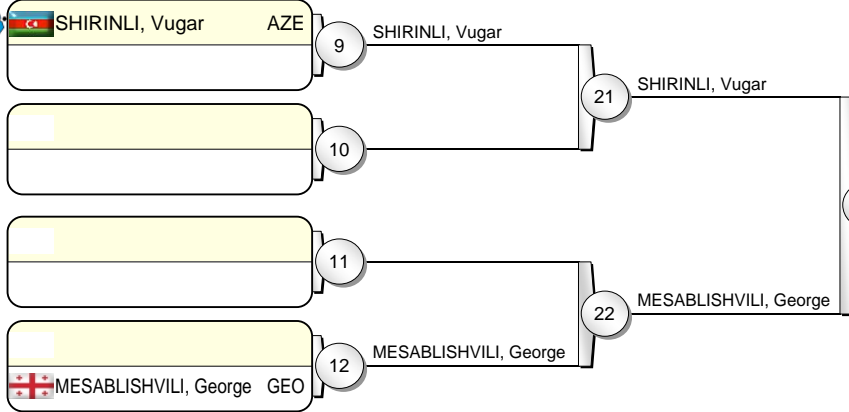 SHIRINLI, Vugar AZE
9
SHIRINLI, Vugar
21
SHIRINLI, Vugar
10
11
22
MESABLISHVILI, George
12
MESABLISHVILI, George
MESABLISHVILI, George GEO